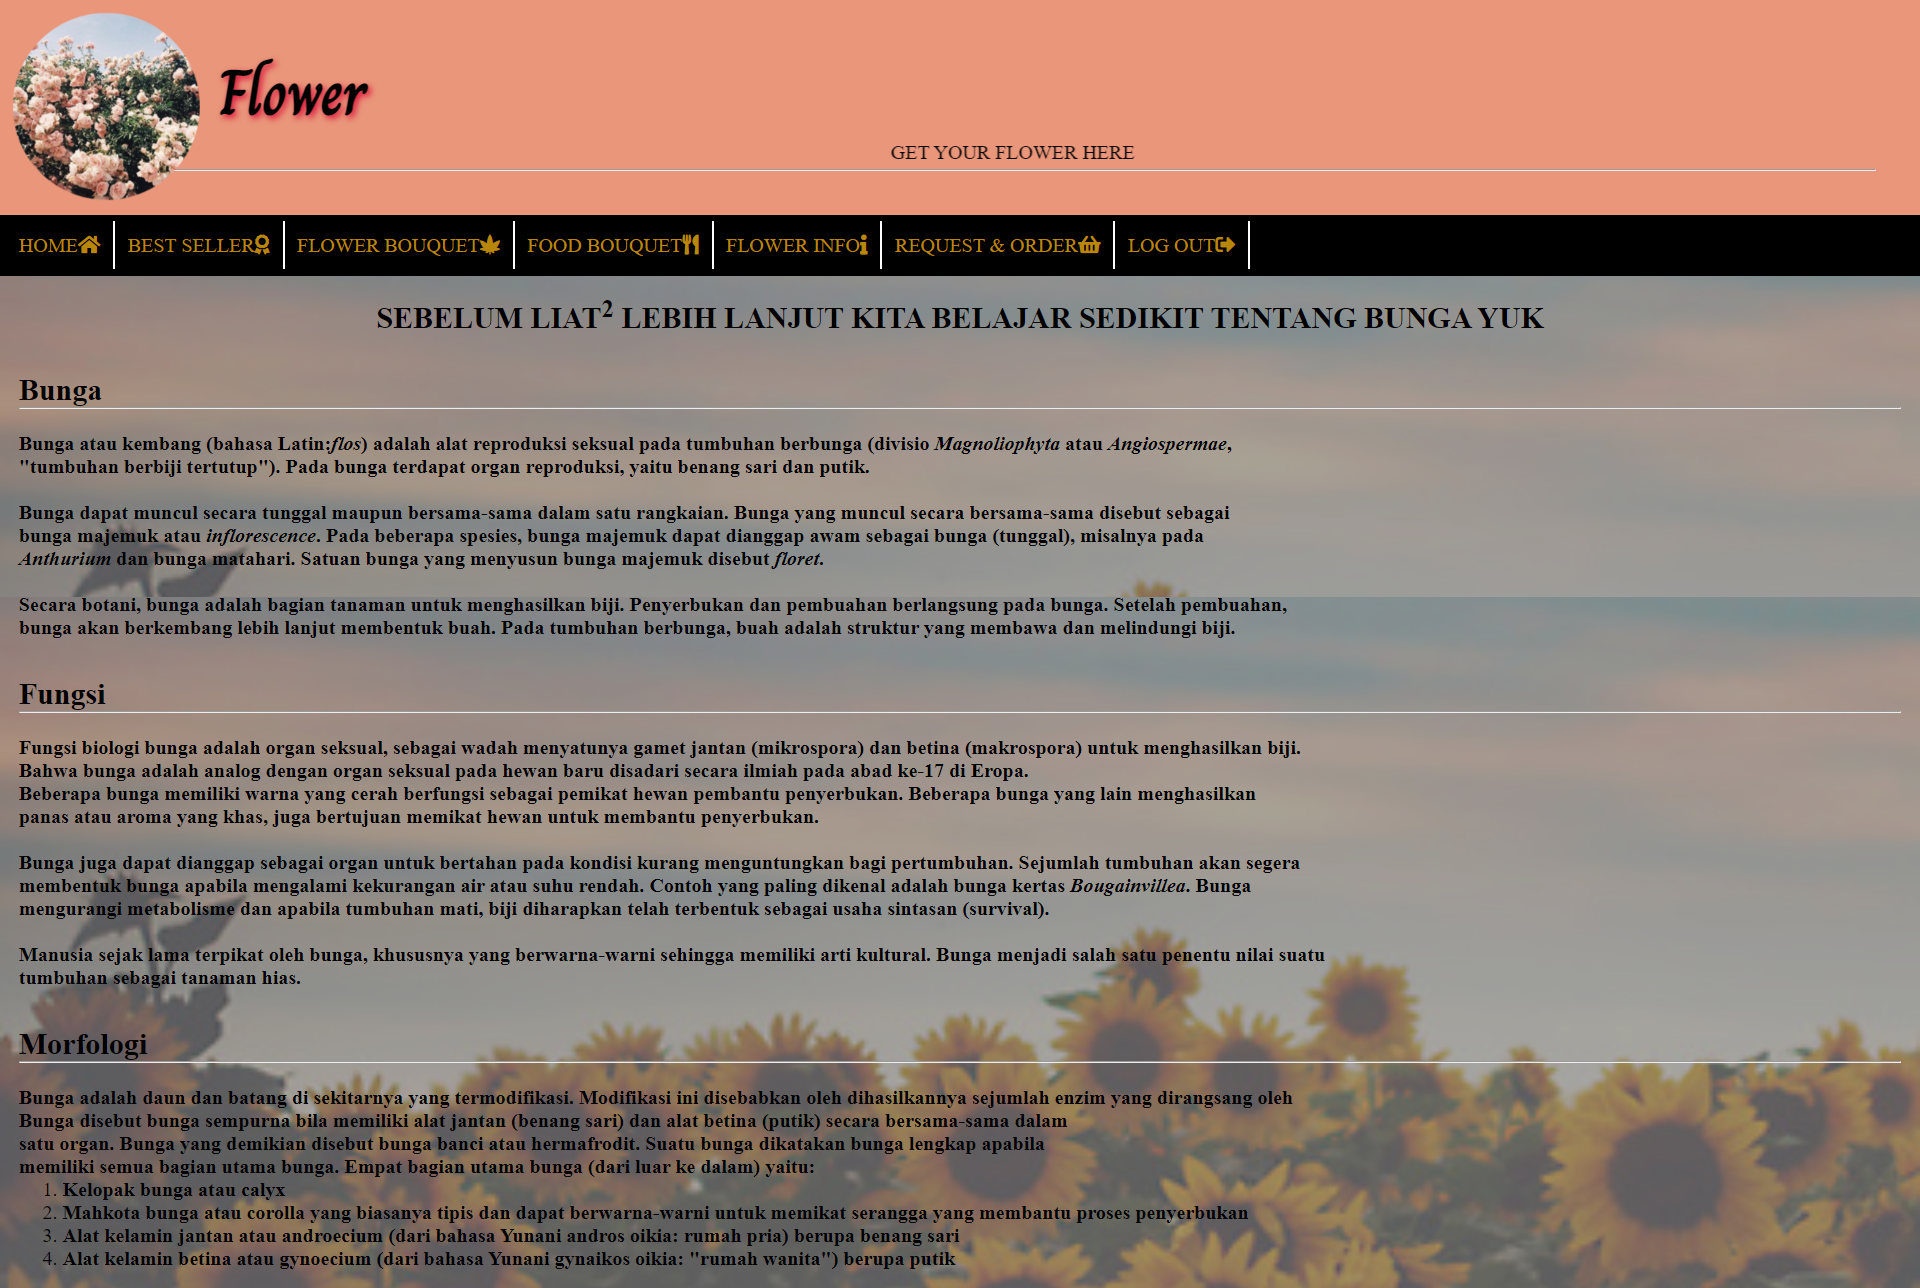 Flower
GET YOUR FLOWER HERE
HOME BEST SELLER FLOWER BOUQUET FOOD BOUQUET FLOWER INFO REQUEST & ORDER LOG OUT
SEBELUM LIAT² LEBIH LANJUT KITA BELAJAR SEDIKIT TENTANG BUNGA YUK
Bunga
Bunga atau kembang (bahasa Latin:flos) adalah alat reproduksi seksual pada tumbuhan berbunga (divisio Magnoliophyta atau Angiospermae,
"tumbuhan berbiji tertutup"). Pada bunga terdapat organ reproduksi, yaitu benang sari dan putik.
Bunga dapat muncul secara tunggal maupun bersama-sama dalam satu rangkaian. Bunga yang muncul secara bersama-sama disebut sebagai
bunga majemuk atau inflorescence. Pada beberapa spesies, bunga majemuk dapat dianggap awam sebagai bunga (tunggal), misalnya pada
Anthurium dan bunga matahari. Satuan bunga yang menyusun bunga majemuk disebut floret.
Secara botani, bunga adalah bagian tanaman untuk menghasilkan biji. Penyerbukan dan pembuahan berlangsung pada bunga. Setelah pembuahan,
bunga akan berkembang lebih lanjut membentuk buah. Pada tumbuhan berbunga, buah adalah struktur yang membawa dan melindungi biji.
Fungsi
Fungsi biologi bunga adalah organ seksual, sebagai wadah menyatunya gamet jantan (mikrospora) dan betina (makrospora) untuk menghasilkan biji.
Bahwa bunga adalah analog dengan organ seksual pada hewan baru disadari secara ilmiah pada abad ke-17 di Eropa.
Beberapa bunga memiliki warna yang cerah berfungsi sebagai pemikat hewan pembantu penyerbukan. Beberapa bunga yang lain menghasilkan
panas atau aroma yang khas, juga bertujuan memikat hewan untuk membantu penyerbukan.
Bunga juga dapat dianggap sebagai organ untuk bertahan pada kondisi kurang menguntungkan bagi pertumbuhan. Sejumlah tumbuhan akan segera
membentuk bunga apabila mengalami kekurangan air atau suhu rendah. Contoh yang paling dikenal adalah bunga kertas Bougainvillea. Bunga
mengurangi metabolisme dan apabila tumbuhan mati, biji diharapkan telah terbentuk sebagai usaha sintasan (survival).
Manusia sejak lama terpikat oleh bunga, khususnya yang berwarna-warni sehingga memiliki arti kultural. Bunga menjadi salah satu penentu nilai suatu
tumbuhan sebagai tanaman hias.
Morfologi
Bunga adalah daun dan batang di sekitarnya yang termodifikasi. Modifikasi ini disebabkan oleh dihasilkannya sejumlah enzim yang dirangsang oleh
Bunga disebut bunga sempurna bila memiliki alat jantan (benang sari) dan alat betina (putik) secara bersama-sama dalam
satu organ. Bunga yang demikian disebut bunga banci atau hermafrodit. Suatu bunga dikatakan bunga lengkap apabila
memiliki semua bagian utama bunga. Empat bagian utama bunga (dari luar ke dalam) yaitu:
1. Kelopak bunga atau calyx
2. Mahkota bunga atau corolla yang biasanya tipis dan dapat berwarna-warni untuk memikat serangga yang membantu proses penyerbukan
3. Alat kelamin jantan atau androecium (dari bahasa Yunani andros oikia: rumah pria) berupa benang sari
4. Alat kelamin betina atau gynoecium (dari bahasa Yunani gynaikos oikia: "rumah wanita") berupa putik